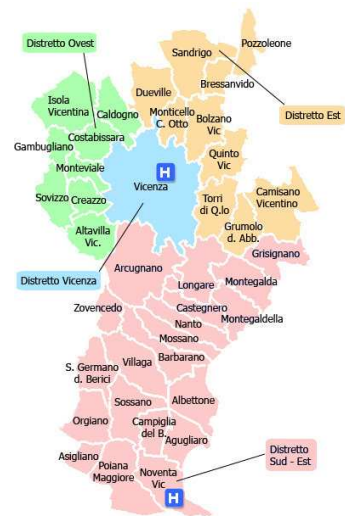 Distretto Ovest
Sandrigo
Pozzoleone
Bressanvido
Dueville
Isola
Vicentina
Caldogno
Monticello
C. Otto
Bolzano
Vic
Distretto Est
Costabissara
Gambugliano
Monteviale
Quinto
Vic
H
Vicenza
Sovizzo
Creazzo
Torri
di Q.lo
Camisano
Vicentino
Altavilla
Vic.
Grumolo
d. Abb.
Grisignano
Arcugnano
Distretto Vicenza
Longare
Montegalda
Zovencedo
Castegnero
Montegaldella
Nanto
Mossano
Barbarano
S. Germano
d. Berici
Villaga
Sossano
Albettone
Orgiano
Campiglia
del B.
Agugliaro
Asigliano
Poiana
Maggiore
Noventa
Vic
H
Distretto
Sud - Est